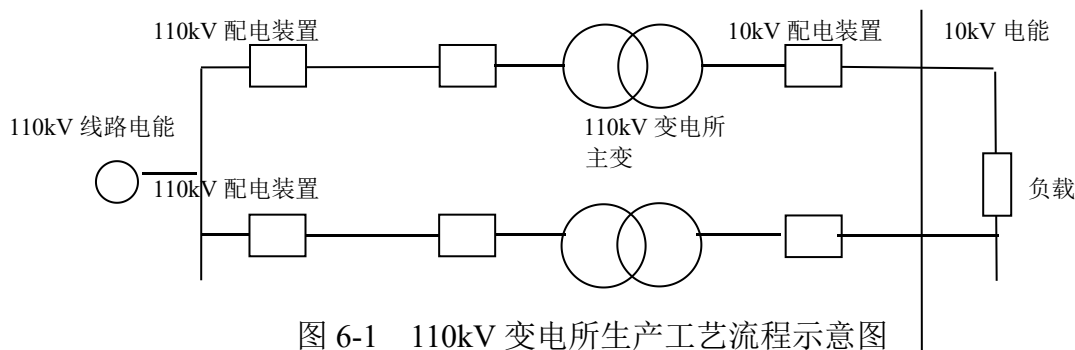 110kV 配电装置
10kV 配电装置
10kV 电能
110kV 线路电能
110kV 变电所
主变
110kV 配电装置
负载
图 6-1 110kV 变电所生产工艺流程示意图